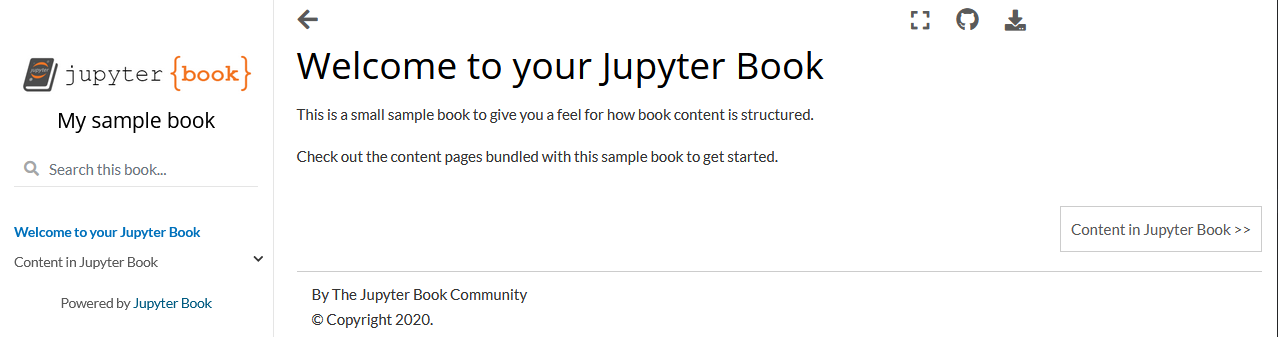 jupyter {book}
My sample book
Search this book...
Welcome to your Jupyter Book
Content in Jupyter Book
Powered by Jupyter Book
Welcome to your Jupyter Book
This is a small sample book to give you a feel for how book content is structured.
Check out the content pages bundled with this sample book to get started.
Content in Jupyter Book >>
By The Jupyter Book Community
© Copyright 2020.